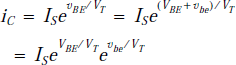 i_C = I_S e^{v_{BE}/V_T} = I_S e^{(V_{BE}+v_{be})/V_T}
= I_S e^{V_{BE}/V_T} e^{v_{be}/V_T}